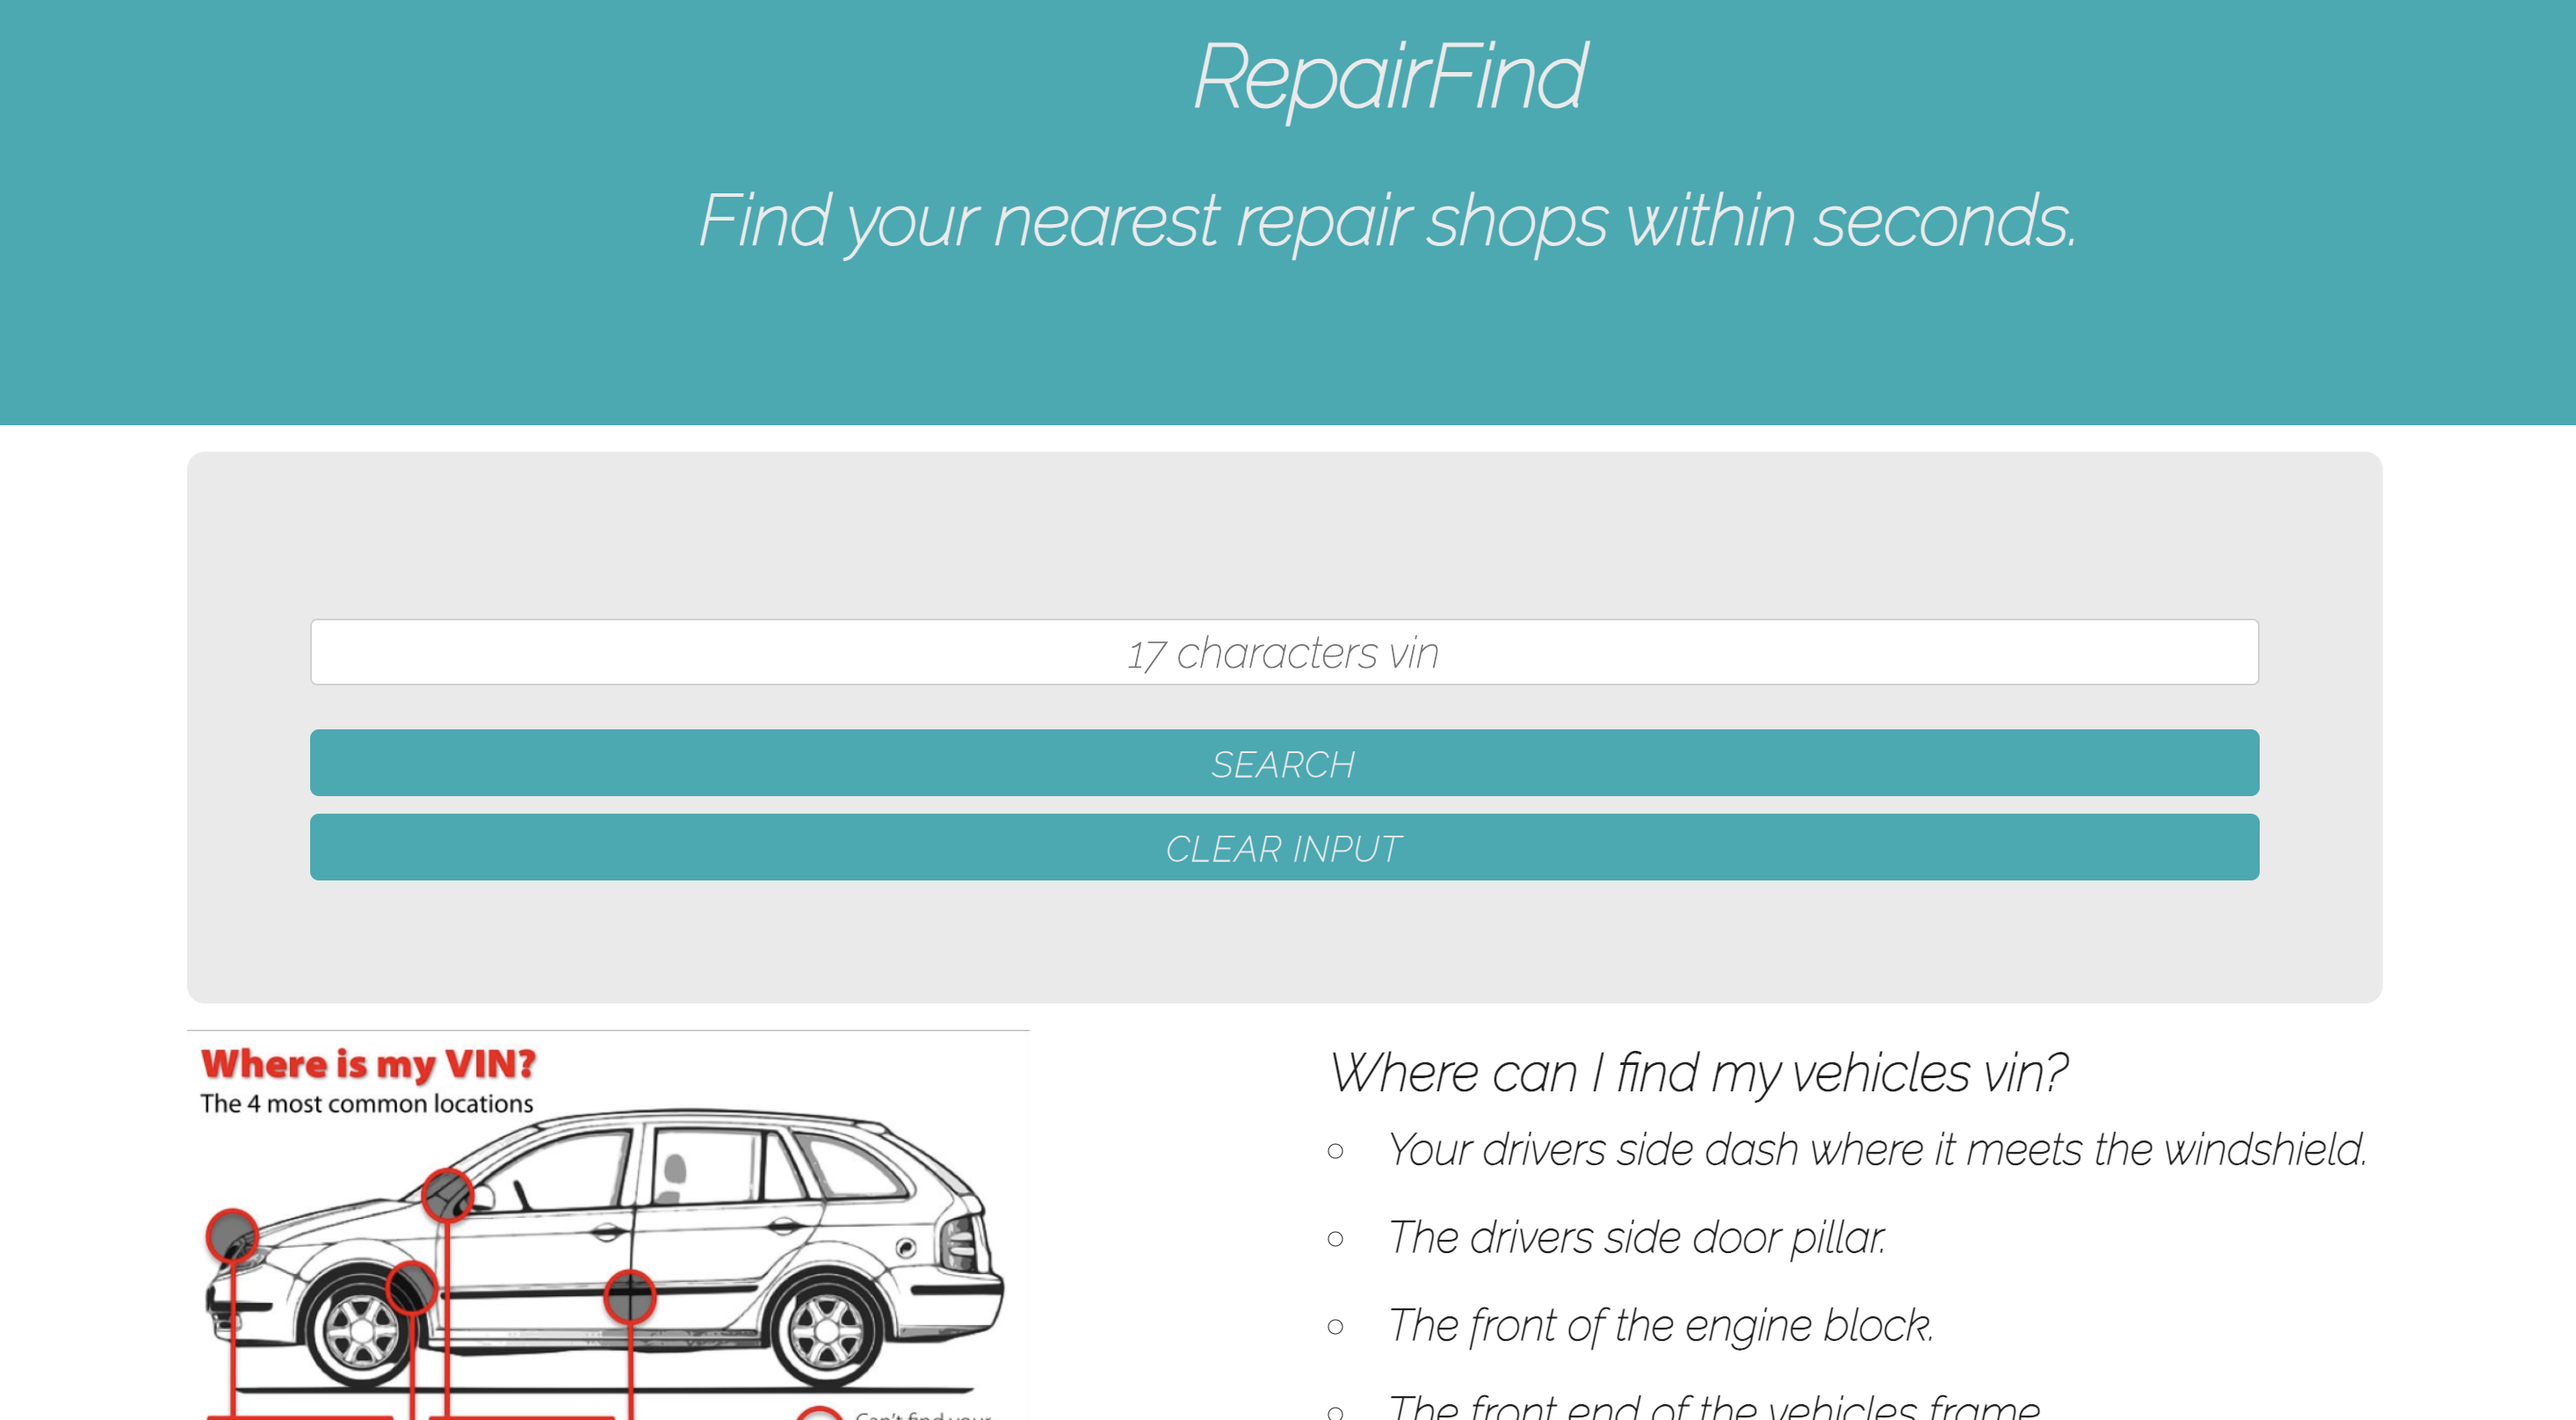 RepairFind
Find your nearest repair shops within seconds.
17 characters vin
SEARCH
CLEAR INPUT
Where is my VIN?
The 4 most common locations
Where can I find my vehicles vin?
Your drivers side dash where it meets the windshield.
The drivers side door pillar.
The front of the engine block.
The front end of the vehicles frame
Can't find your